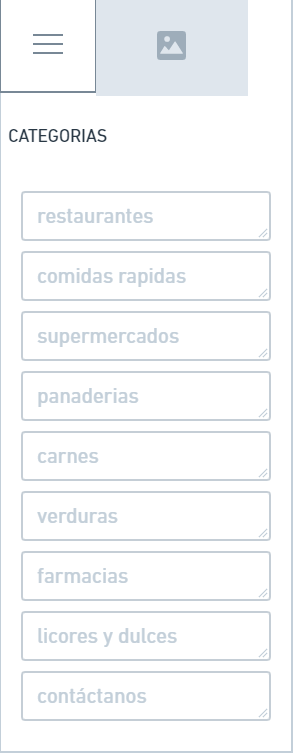 CATEGORIAS
restaurantes
comidas rapidas
supermercados
panaderias
carnes
verduras
farmacias
licores y dulces
contáctanos